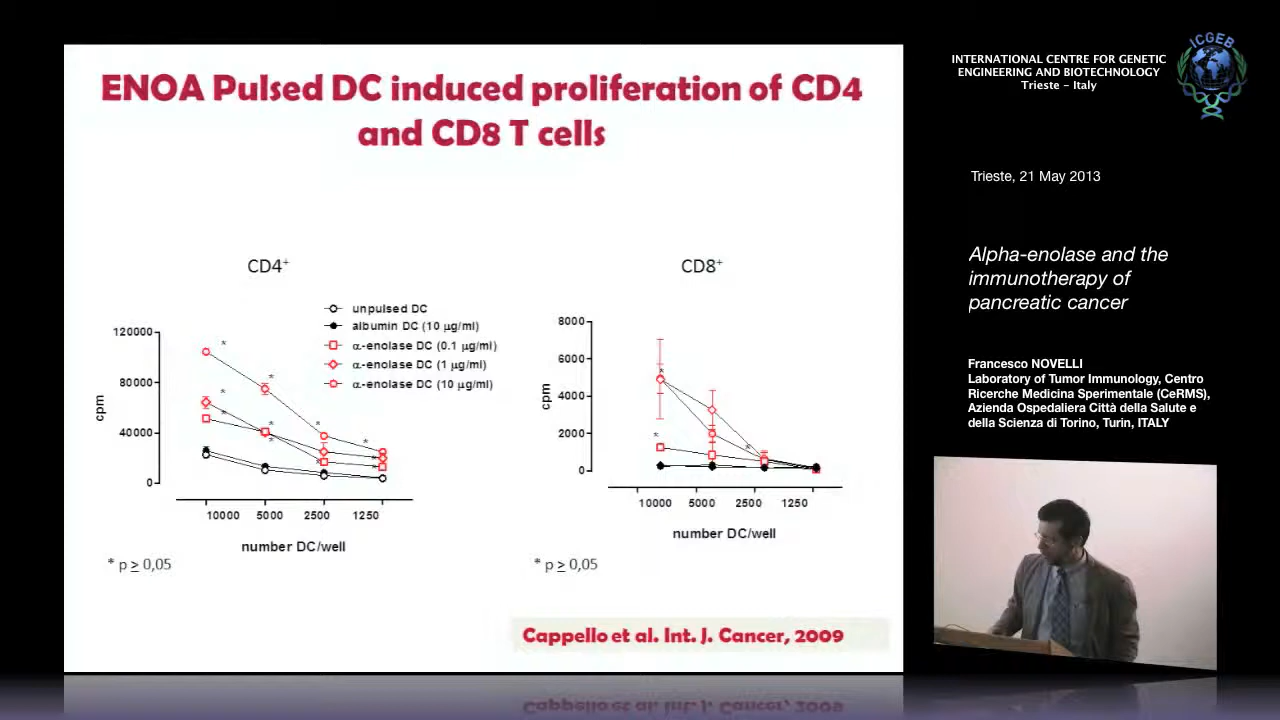 ENOA Pulsed DC induced proliferation of CD4
and CD8 T cells
CD4+
unpulsed DC
albumin DC (10 µg/ml)
α-enolase DC (0.1 µg/ml)
α-enolase DC (1 µg/ml)
α-enolase DC (10 µg/ml)
120000
80000
40000
0
cpm
10000 5000 2500 1250
number DC/well
* p ≥ 0,05
CD8+
8000
6000
4000
2000
0
cpm
10000 5000 2500 1250
number DC/well
* p ≥ 0,05
Cappello et al. Int. J. Cancer, 2009
INTERNATIONAL CENTRE FOR GENETIC
ENGINEERING AND BIOTECHNOLOGY
Trieste - Italy
ICGEB
Trieste, 21 May 2013
Alpha-enolase and the
immunotherapy of
pancreatic cancer
Francesco NOVELLI
Laboratory of Tumor Immunology, Centro
Ricerche Medicina Sperimentale (CeRMS),
Azienda Ospedaliera Città della Salute e
della Scienza di Torino, Turin, ITALY
Cappello et al. Int. J. Cancer, 2009